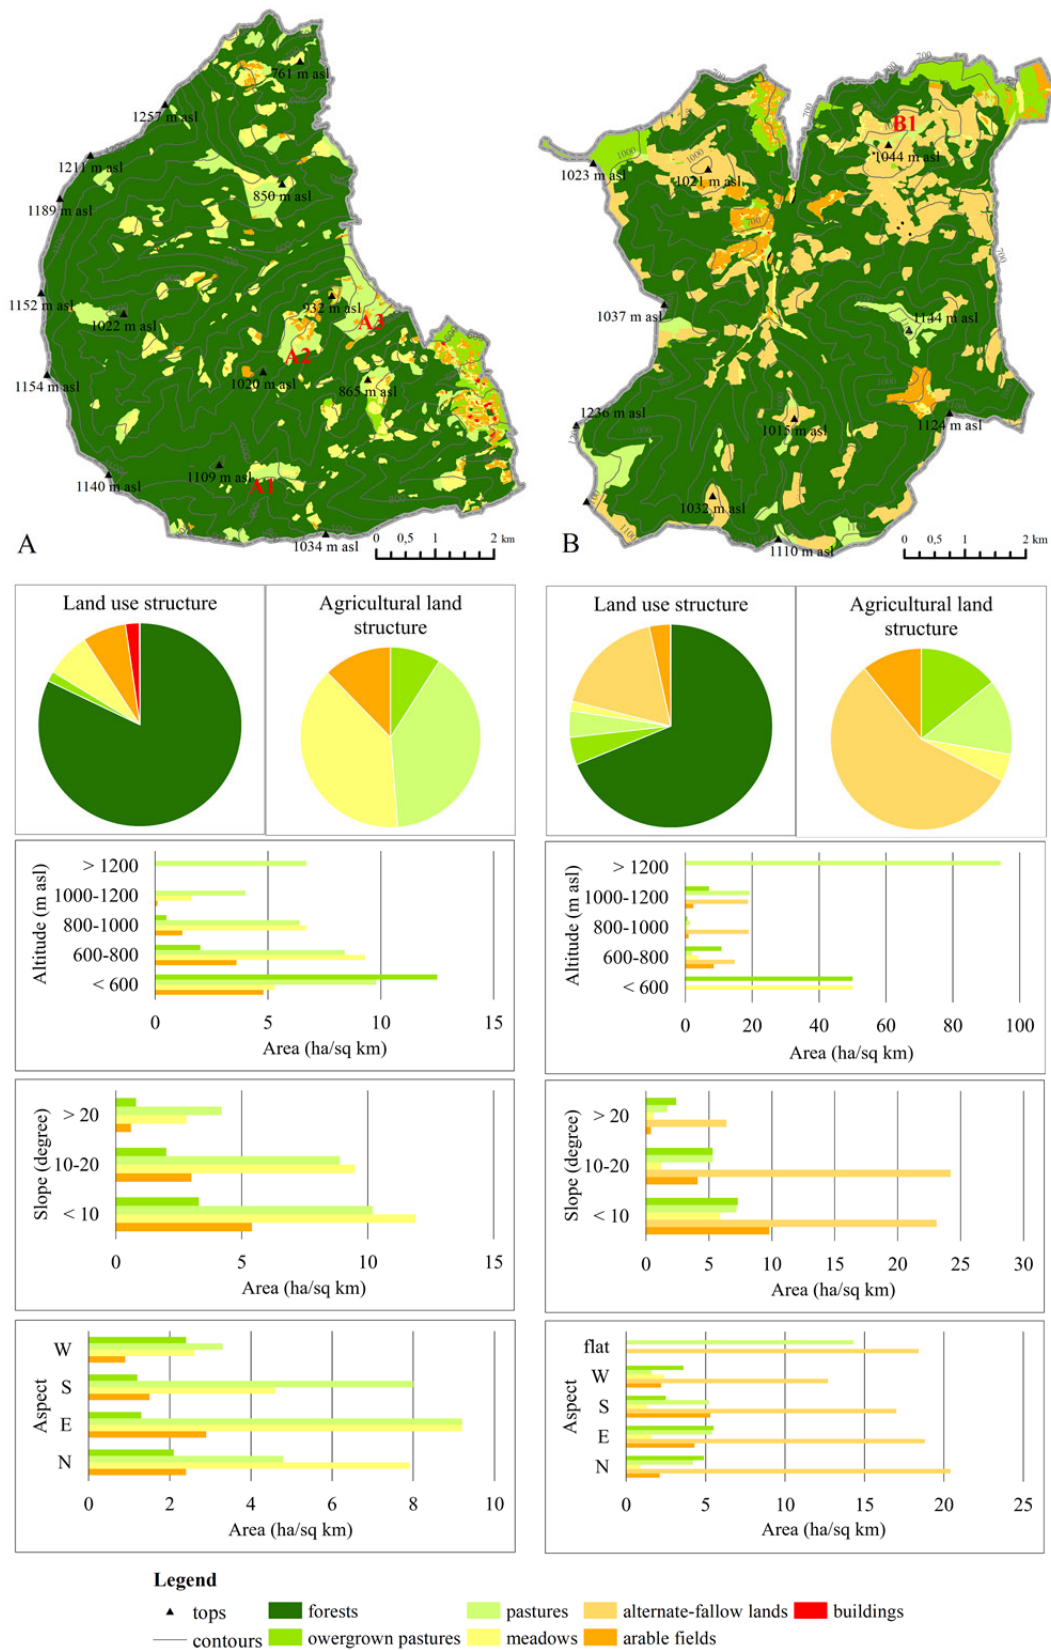 761 m asl
1257 m asl
1211 m asl
1189 m asl
850 m asl
1152 m asl
1022 m asl
932 m asl
A3
A2
1154 m asl
1020 m asl
865 m asl
1109 m asl
A1
1140 m asl
1034 m asl
A
0 0,5 1 2 km
700
700
700
B1
1000
1044 m asl
1023 m asl
1021 m asl
700
700
1037 m asl
1144 m asl
1000
1236 m asl
1015 m asl
1124 m asl
1032 m asl
1100
1110 m asl
B
0 0,5 1 2 km
Land use structure
Agricultural land
structure
Land use structure
Agricultural land
structure
Altitude (m asl)
> 1200
1000-1200
800-1000
600-800
< 600
0 5 10 15
Area (ha/sq km)
Altitude (m asl)
> 1200
1000-1200
800-1000
600-800
< 600
0 20 40 60 80 100
Area (ha/sq km)
Slope (degree)
> 20
10-20
< 10
0 5 10 15
Area (ha/sq km)
Slope (degree)
> 20
10-20
< 10
0 5 10 15 20 25 30
Area (ha/sq km)
Aspect
W
S
E
N
0 2 4 6 8 10
Area (ha/sq km)
Aspect
flat
W
S
E
N
0 5 10 15 20 25
Area (ha/sq km)
Legend
tops
forests
pastures
alternate-fallow lands
buildings
contours
owergrown pastures
meadows
arable fields